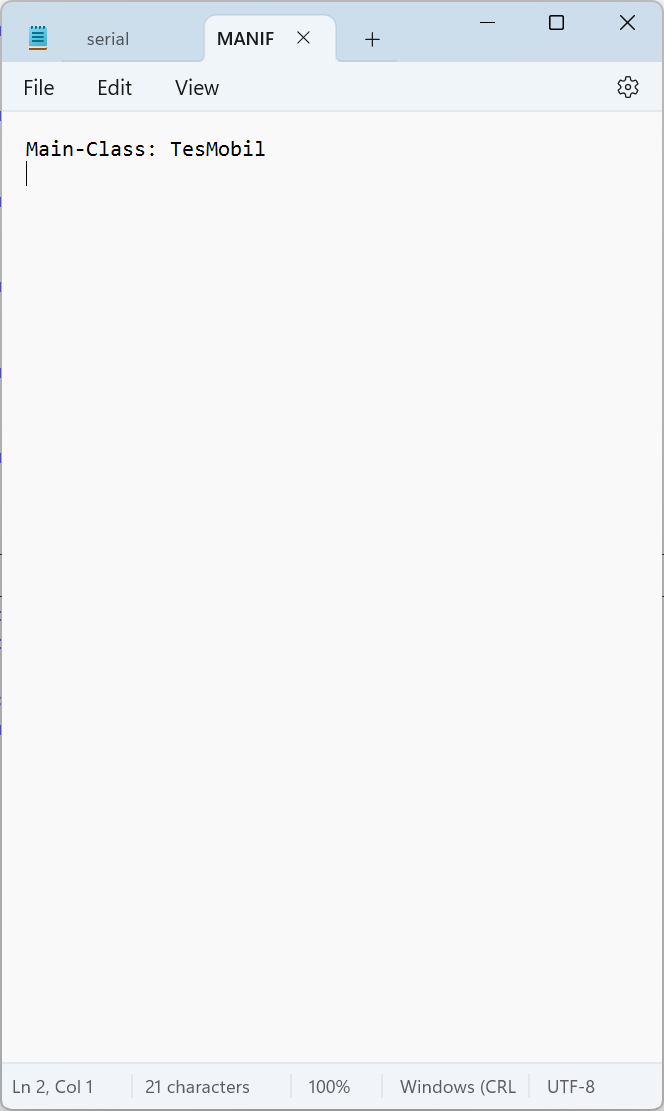 serial
MANIF
File
Edit
View
Main-Class: TesMobil
Ln 2, Col 1
21 characters
100%
Windows (CRL
UTF-8